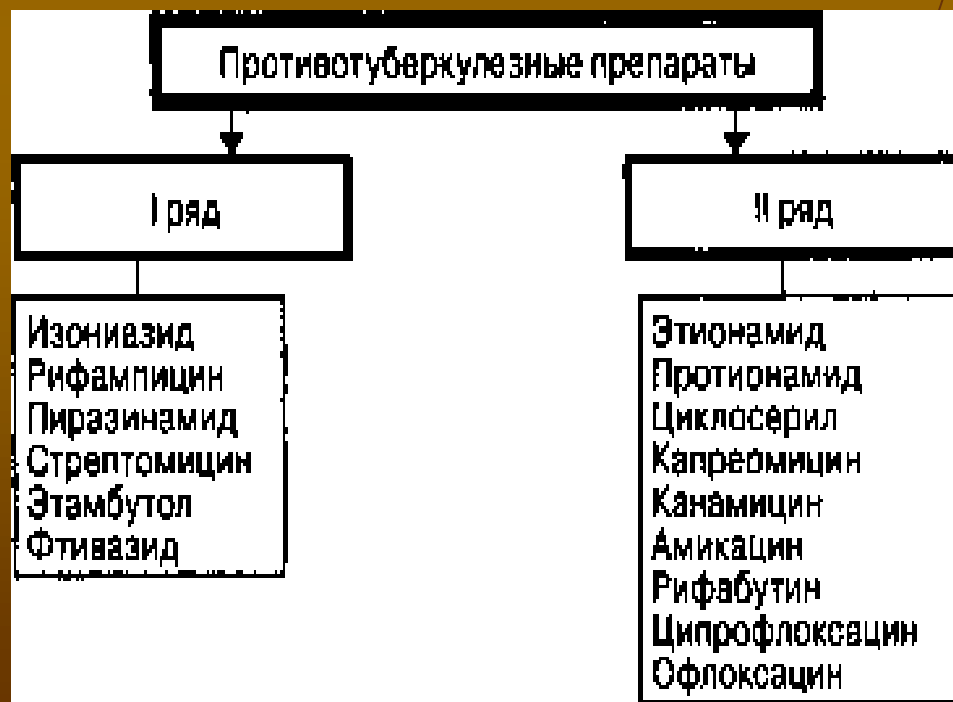 Противотуберкулезные препараты
I ряд
II ряд
Изониазид
Рифампицин
Пиразинамид
Стрептомицин
Этамбутол
Фтивазид
Этионамид
Протионамид
Циклосерил
Капреомицин
Канамицин
Амикацин
Рифабутин
Ципрофлоксацин
Офлоксацин